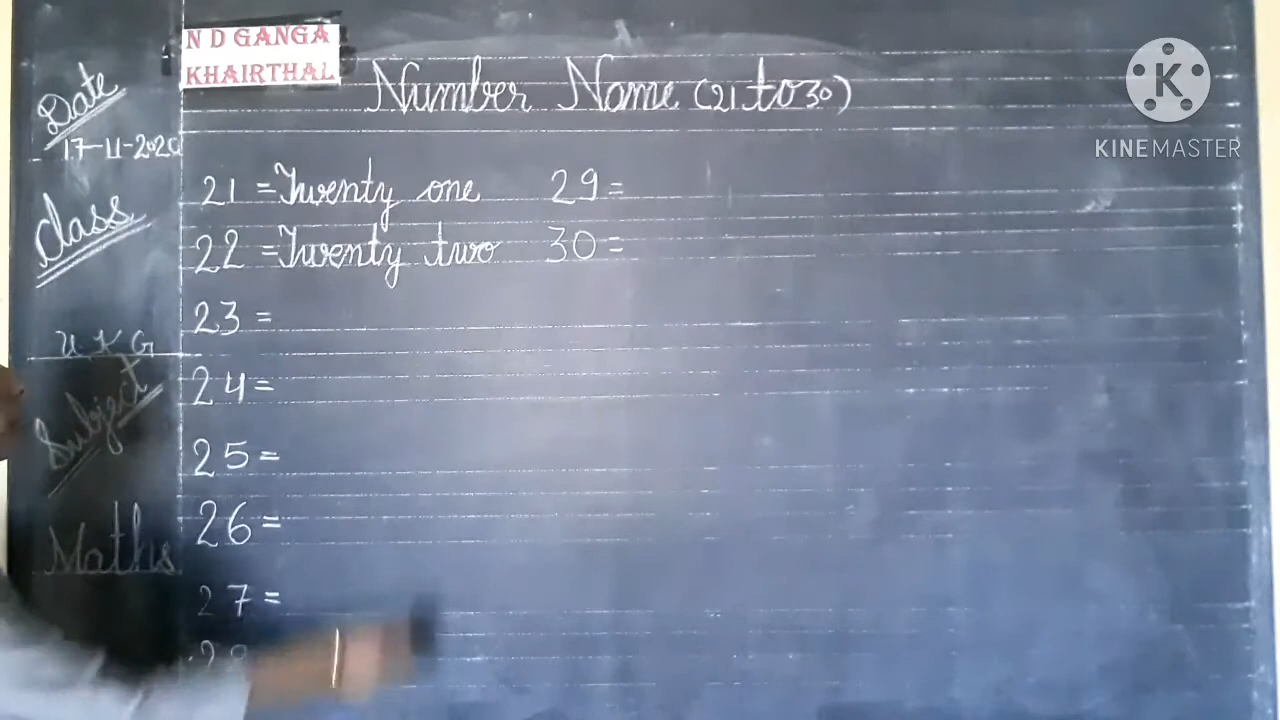 N D GANGA
KHAIRTHAL
Number Name (21 to 30)
KINEMASTER
Date
17-11-2020
Class
U K G
Subject
Maths
21 = Twenty one 29 =
22 = Twenty two 30 =
23 =
24 =
25 =
26 =
27 =
28